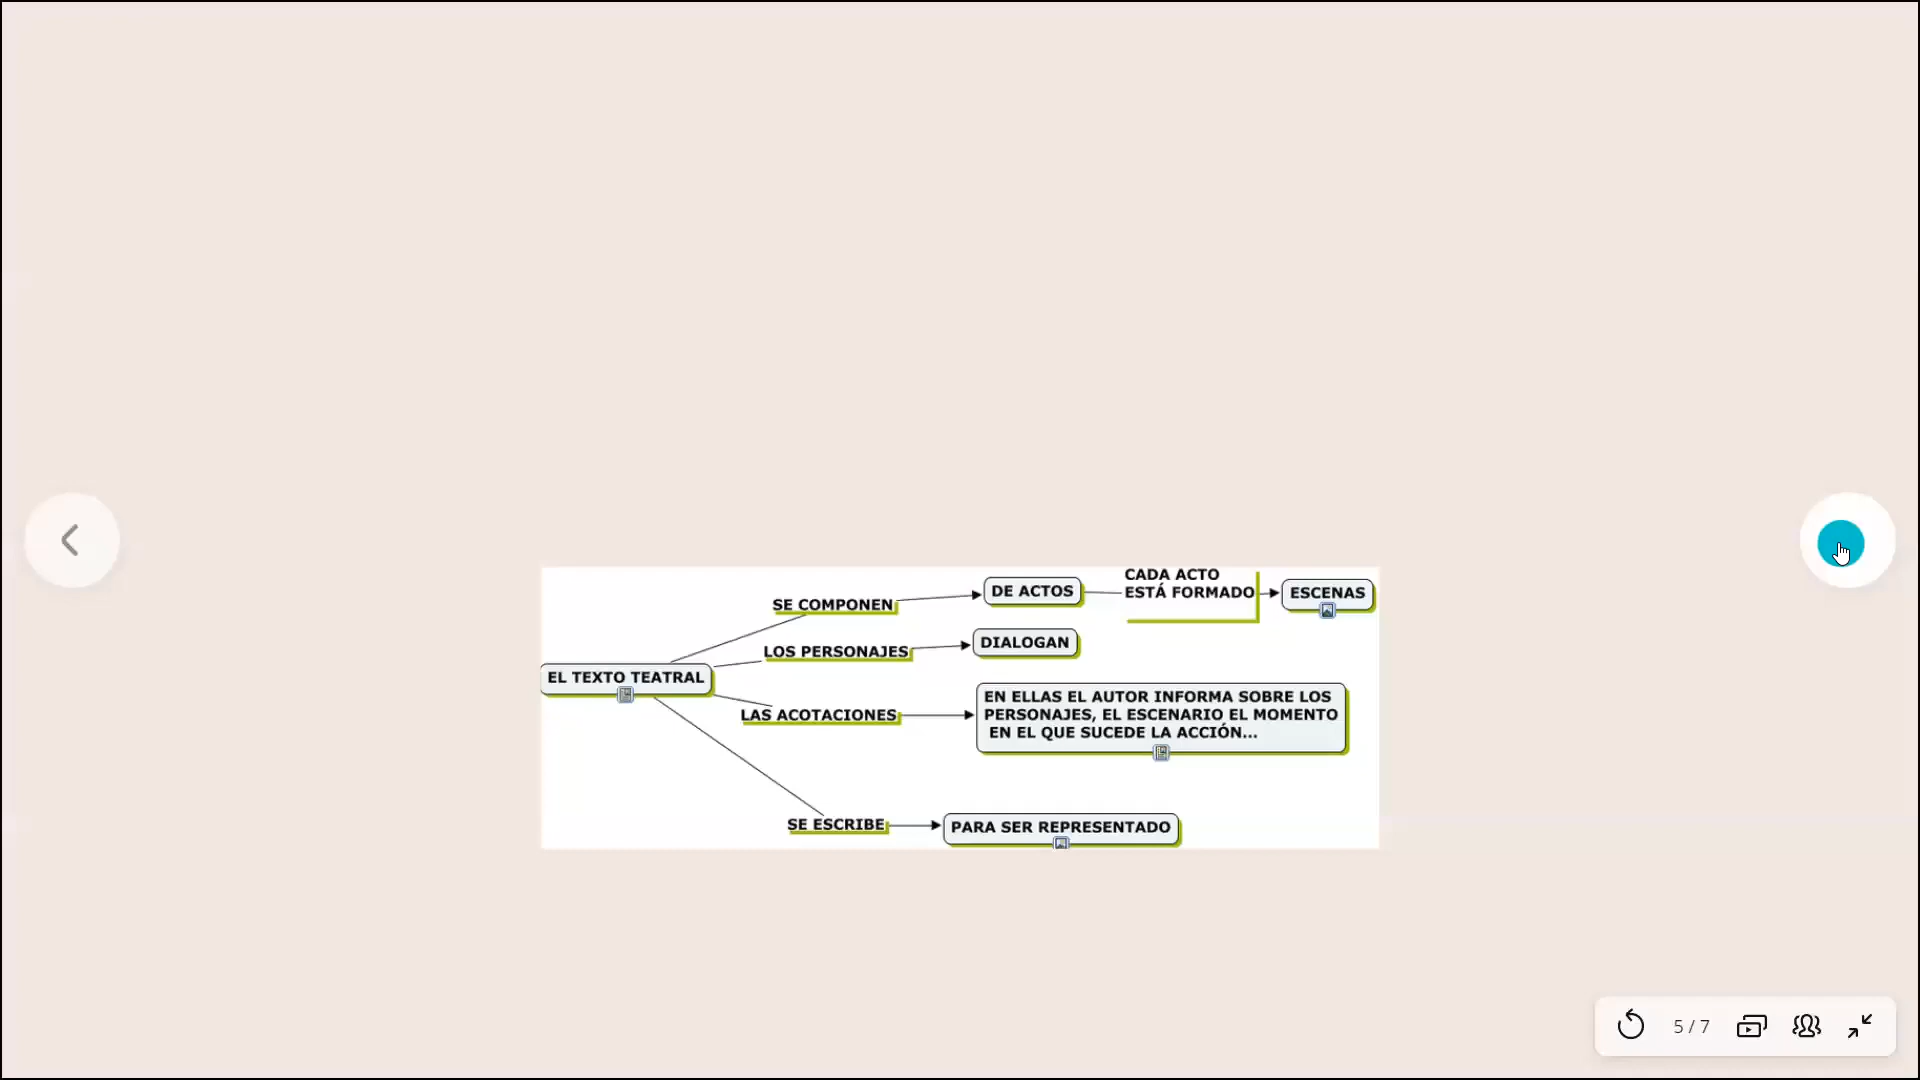 SE COMPONEN
DE ACTOS
CADA ACTO
ESTÁ FORMADO
ESCENAS
LOS PERSONAJES
DIALOGAN
EL TEXTO TEATRAL
LAS ACOTACIONES
EN ELLAS EL AUTOR INFORMA SOBRE LOS
PERSONAJES, EL ESCENARIO EL MOMENTO
EN EL QUE SUCEDE LA ACCIÓN...
SE ESCRIBE
PARA SER REPRESENTADO
5 / 7